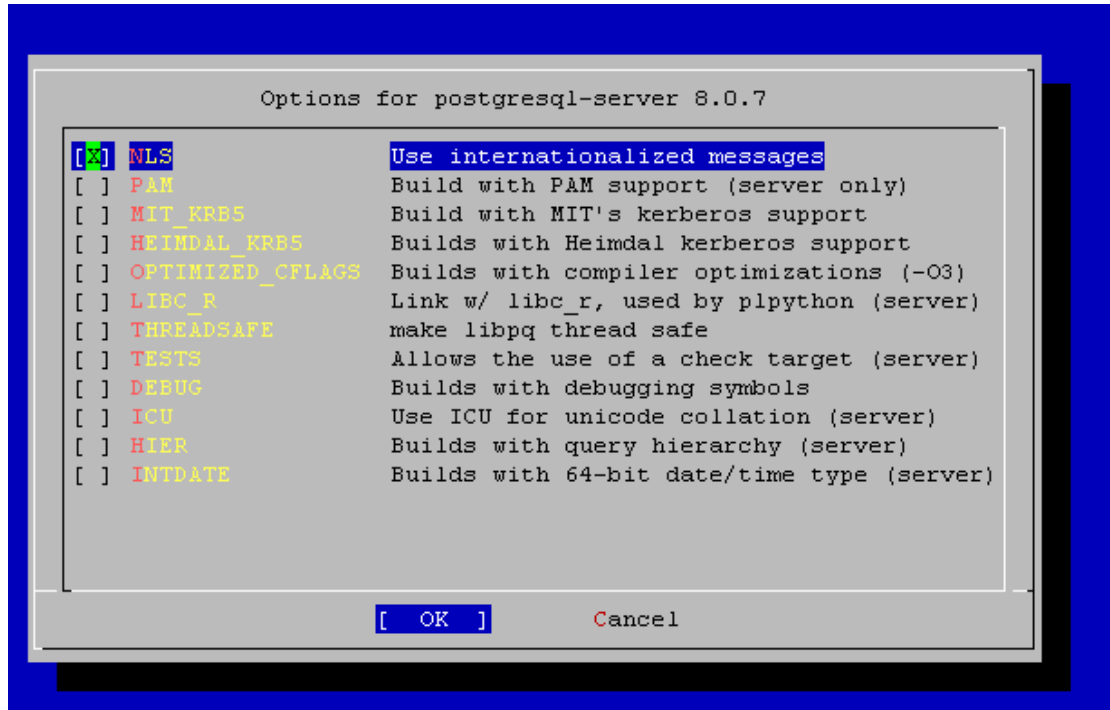 Options for postgresql-server 8.0.7
[X] NLS Use internationalized messages
[ ] PAM Build with PAM support (server only)
[ ] MIT_KRB5 Build with MIT's kerberos support
[ ] HEIMDAL_KRB5 Builds with Heimdal kerberos support
[ ] OPTIMIZED_CFLAGS Builds with compiler optimizations (-O3)
[ ] LIBC_R Link w/ libc_r, used by plpython (server)
[ ] THREADSAFE make libpq thread safe
[ ] TESTS Allows the use of a check target (server)
[ ] DEBUG Builds with debugging symbols
[ ] ICU Use ICU for unicode collation (server)
[ ] HIER Builds with query hierarchy (server)
[ ] INTDATE Builds with 64-bit date/time type (server)
[ OK ] Cancel